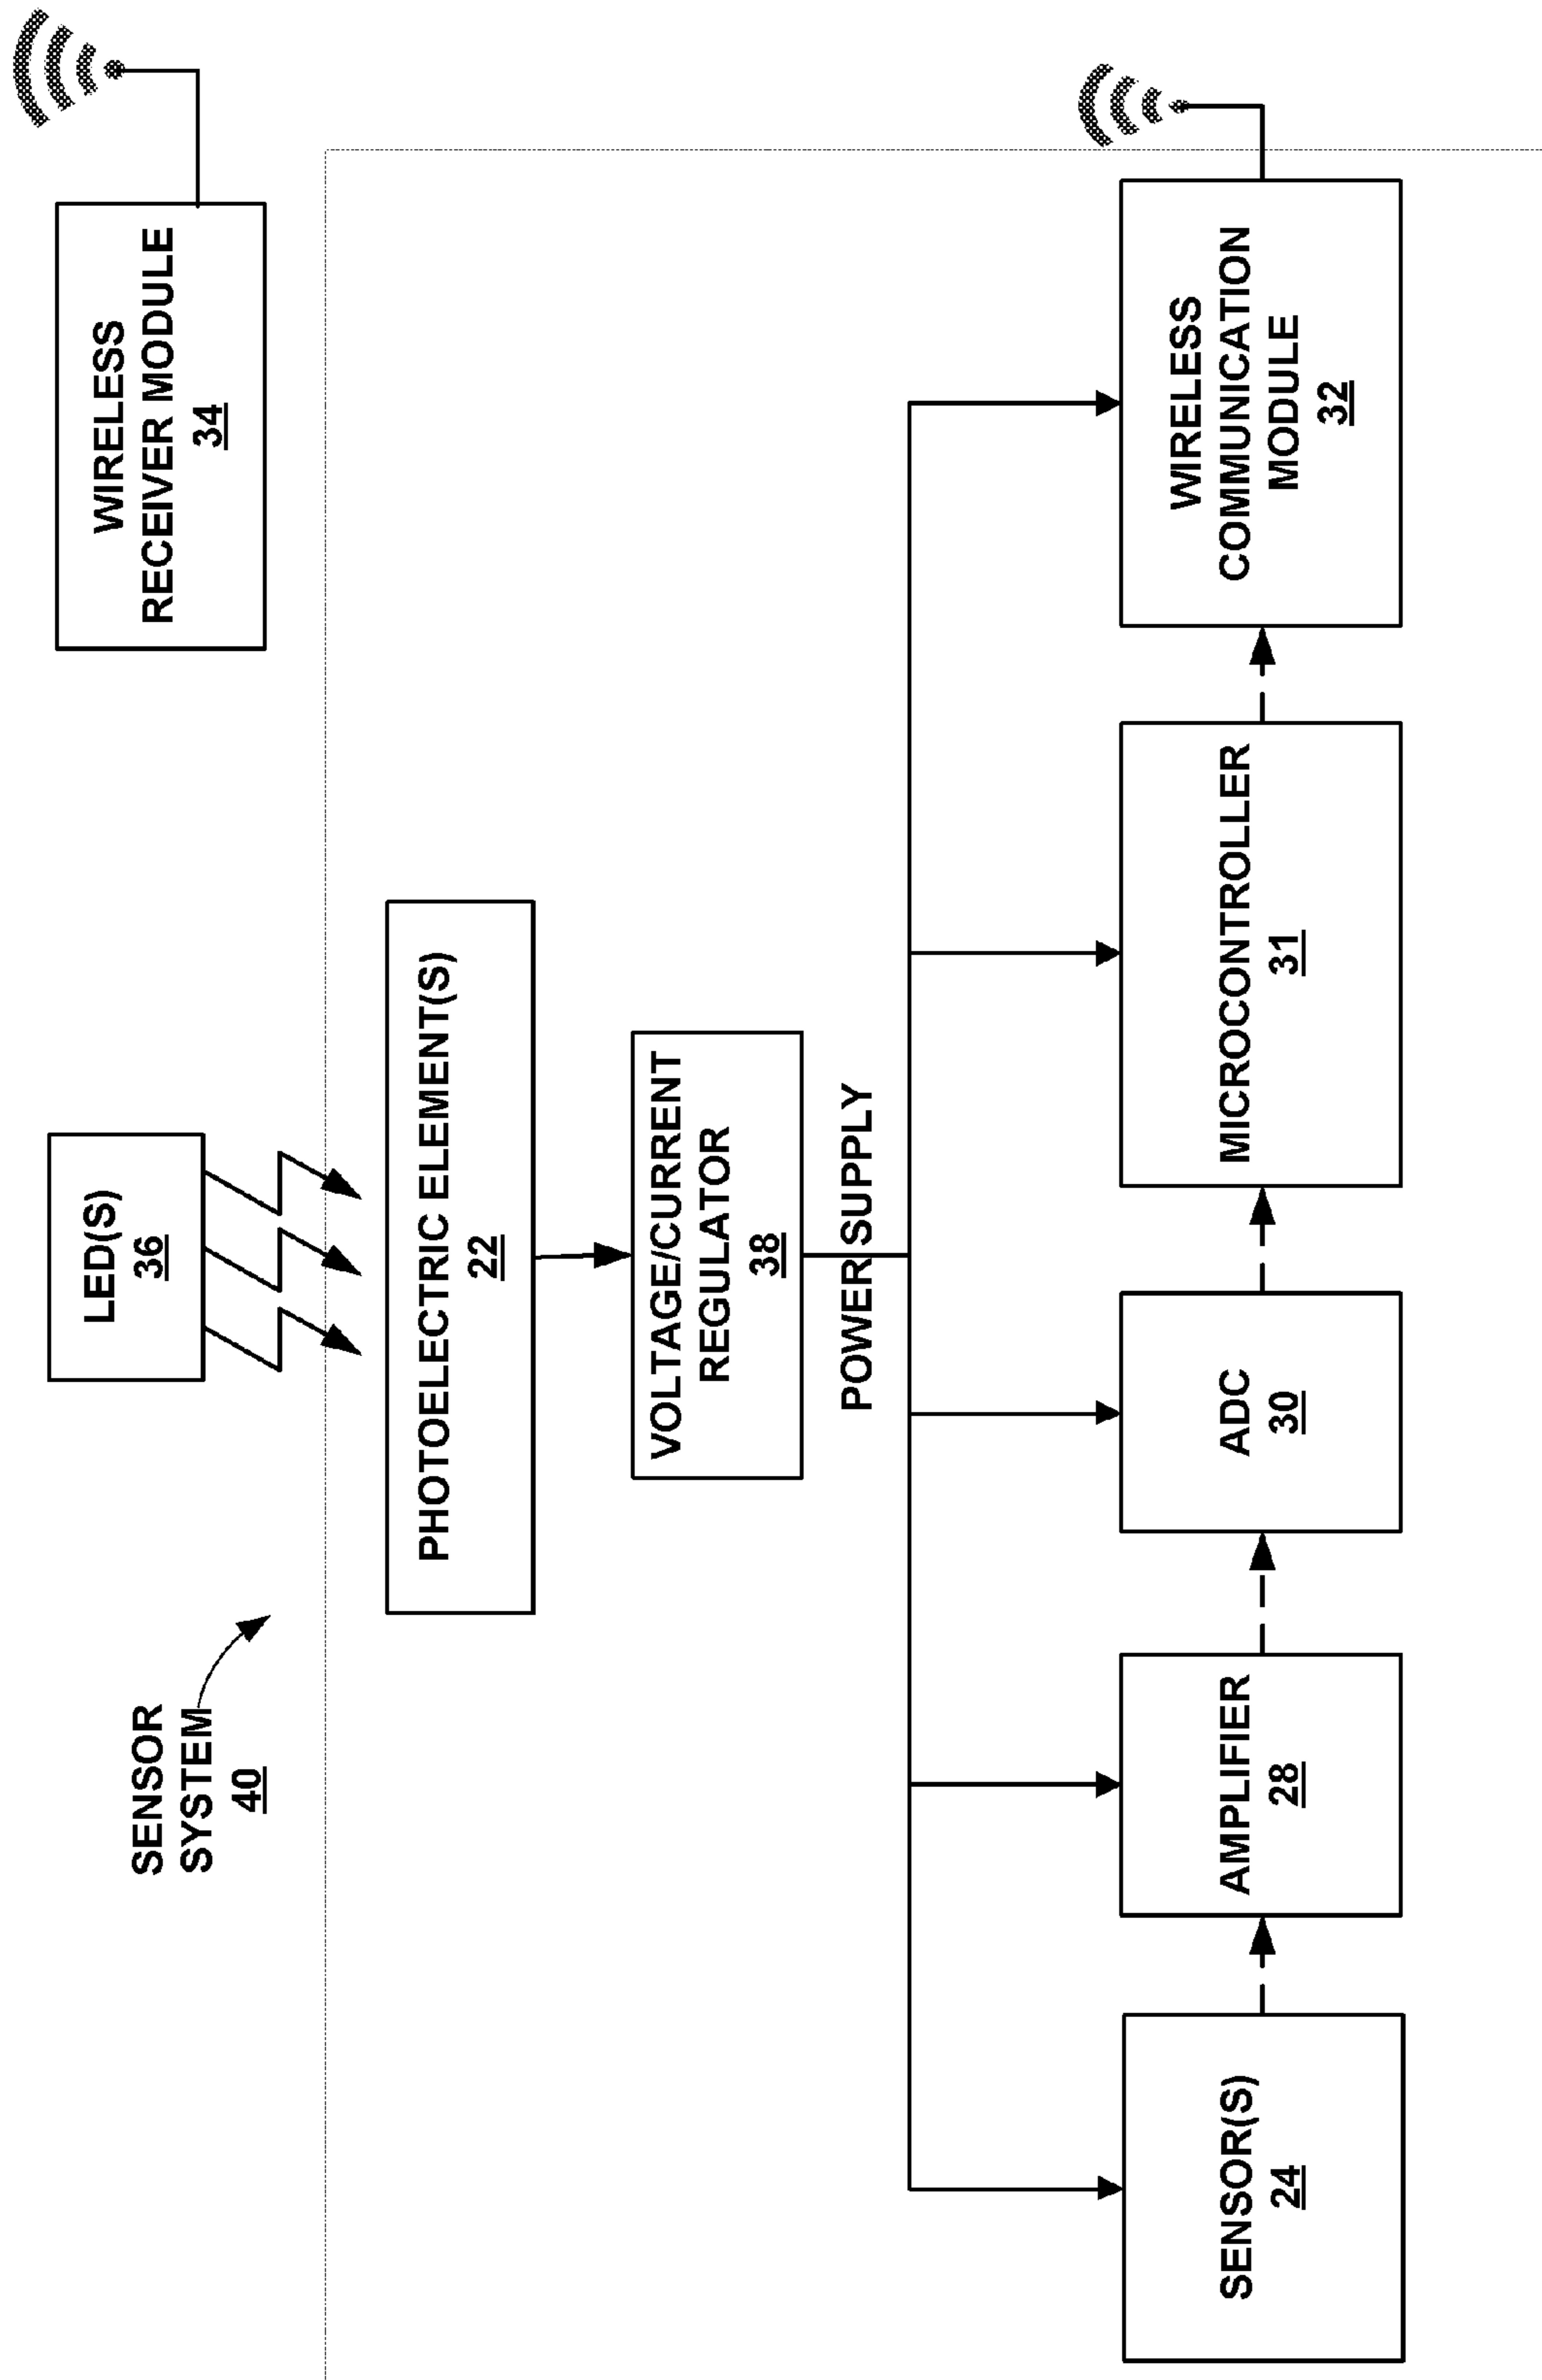 SENSOR
SYSTEM
40
LED(S)
36
WIRELESS
RECEIVER MODULE
34
PHOTOELECTRIC ELEMENT(S)
22
VOLTAGE/CURRENT
REGULATOR
38
POWER SUPPLY
SENSOR(S)
24
AMPLIFIER
28
ADC
30
MICROCONTROLLER
31
WIRELESS
COMMUNICATION
MODULE
32